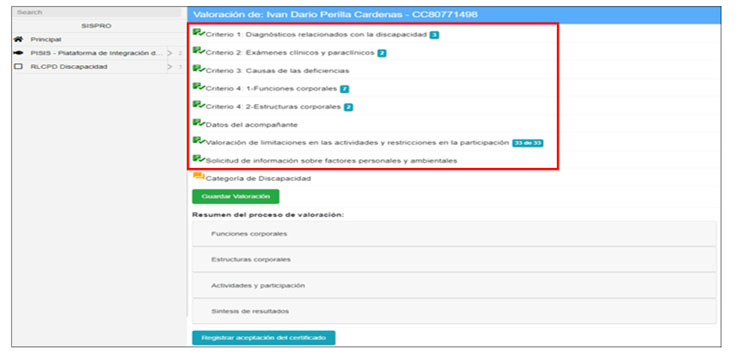 Search
Valoración de: Ivan Dario Perilla Cardenas - CC80771498
SISPRO
Principal
PISIS - Plataforma de Integración d... 2
RLCPD Discapacidad 1
Criterio 1: Diagnósticos relacionados con la discapacidad 3
Criterio 2: Exámenes clínicos y paraclínicos 2
Criterio 3: Causas de las deficiencias
Criterio 4: 1-Funciones corporales 7
Criterio 4: 2-Estructuras corporales 2
Datos del acompañante
Valoración de limitaciones en las actividades y restricciones en la participación 33 de 33
Solicitud de información sobre factores personales y ambientales
Categoría de Discapacidad
Guardar Valoración
Resumen del proceso de valoración:
Funciones corporales
Estructuras corporales
Actividades y participación
Síntesis de resultados
Registrar aceptación del certificado